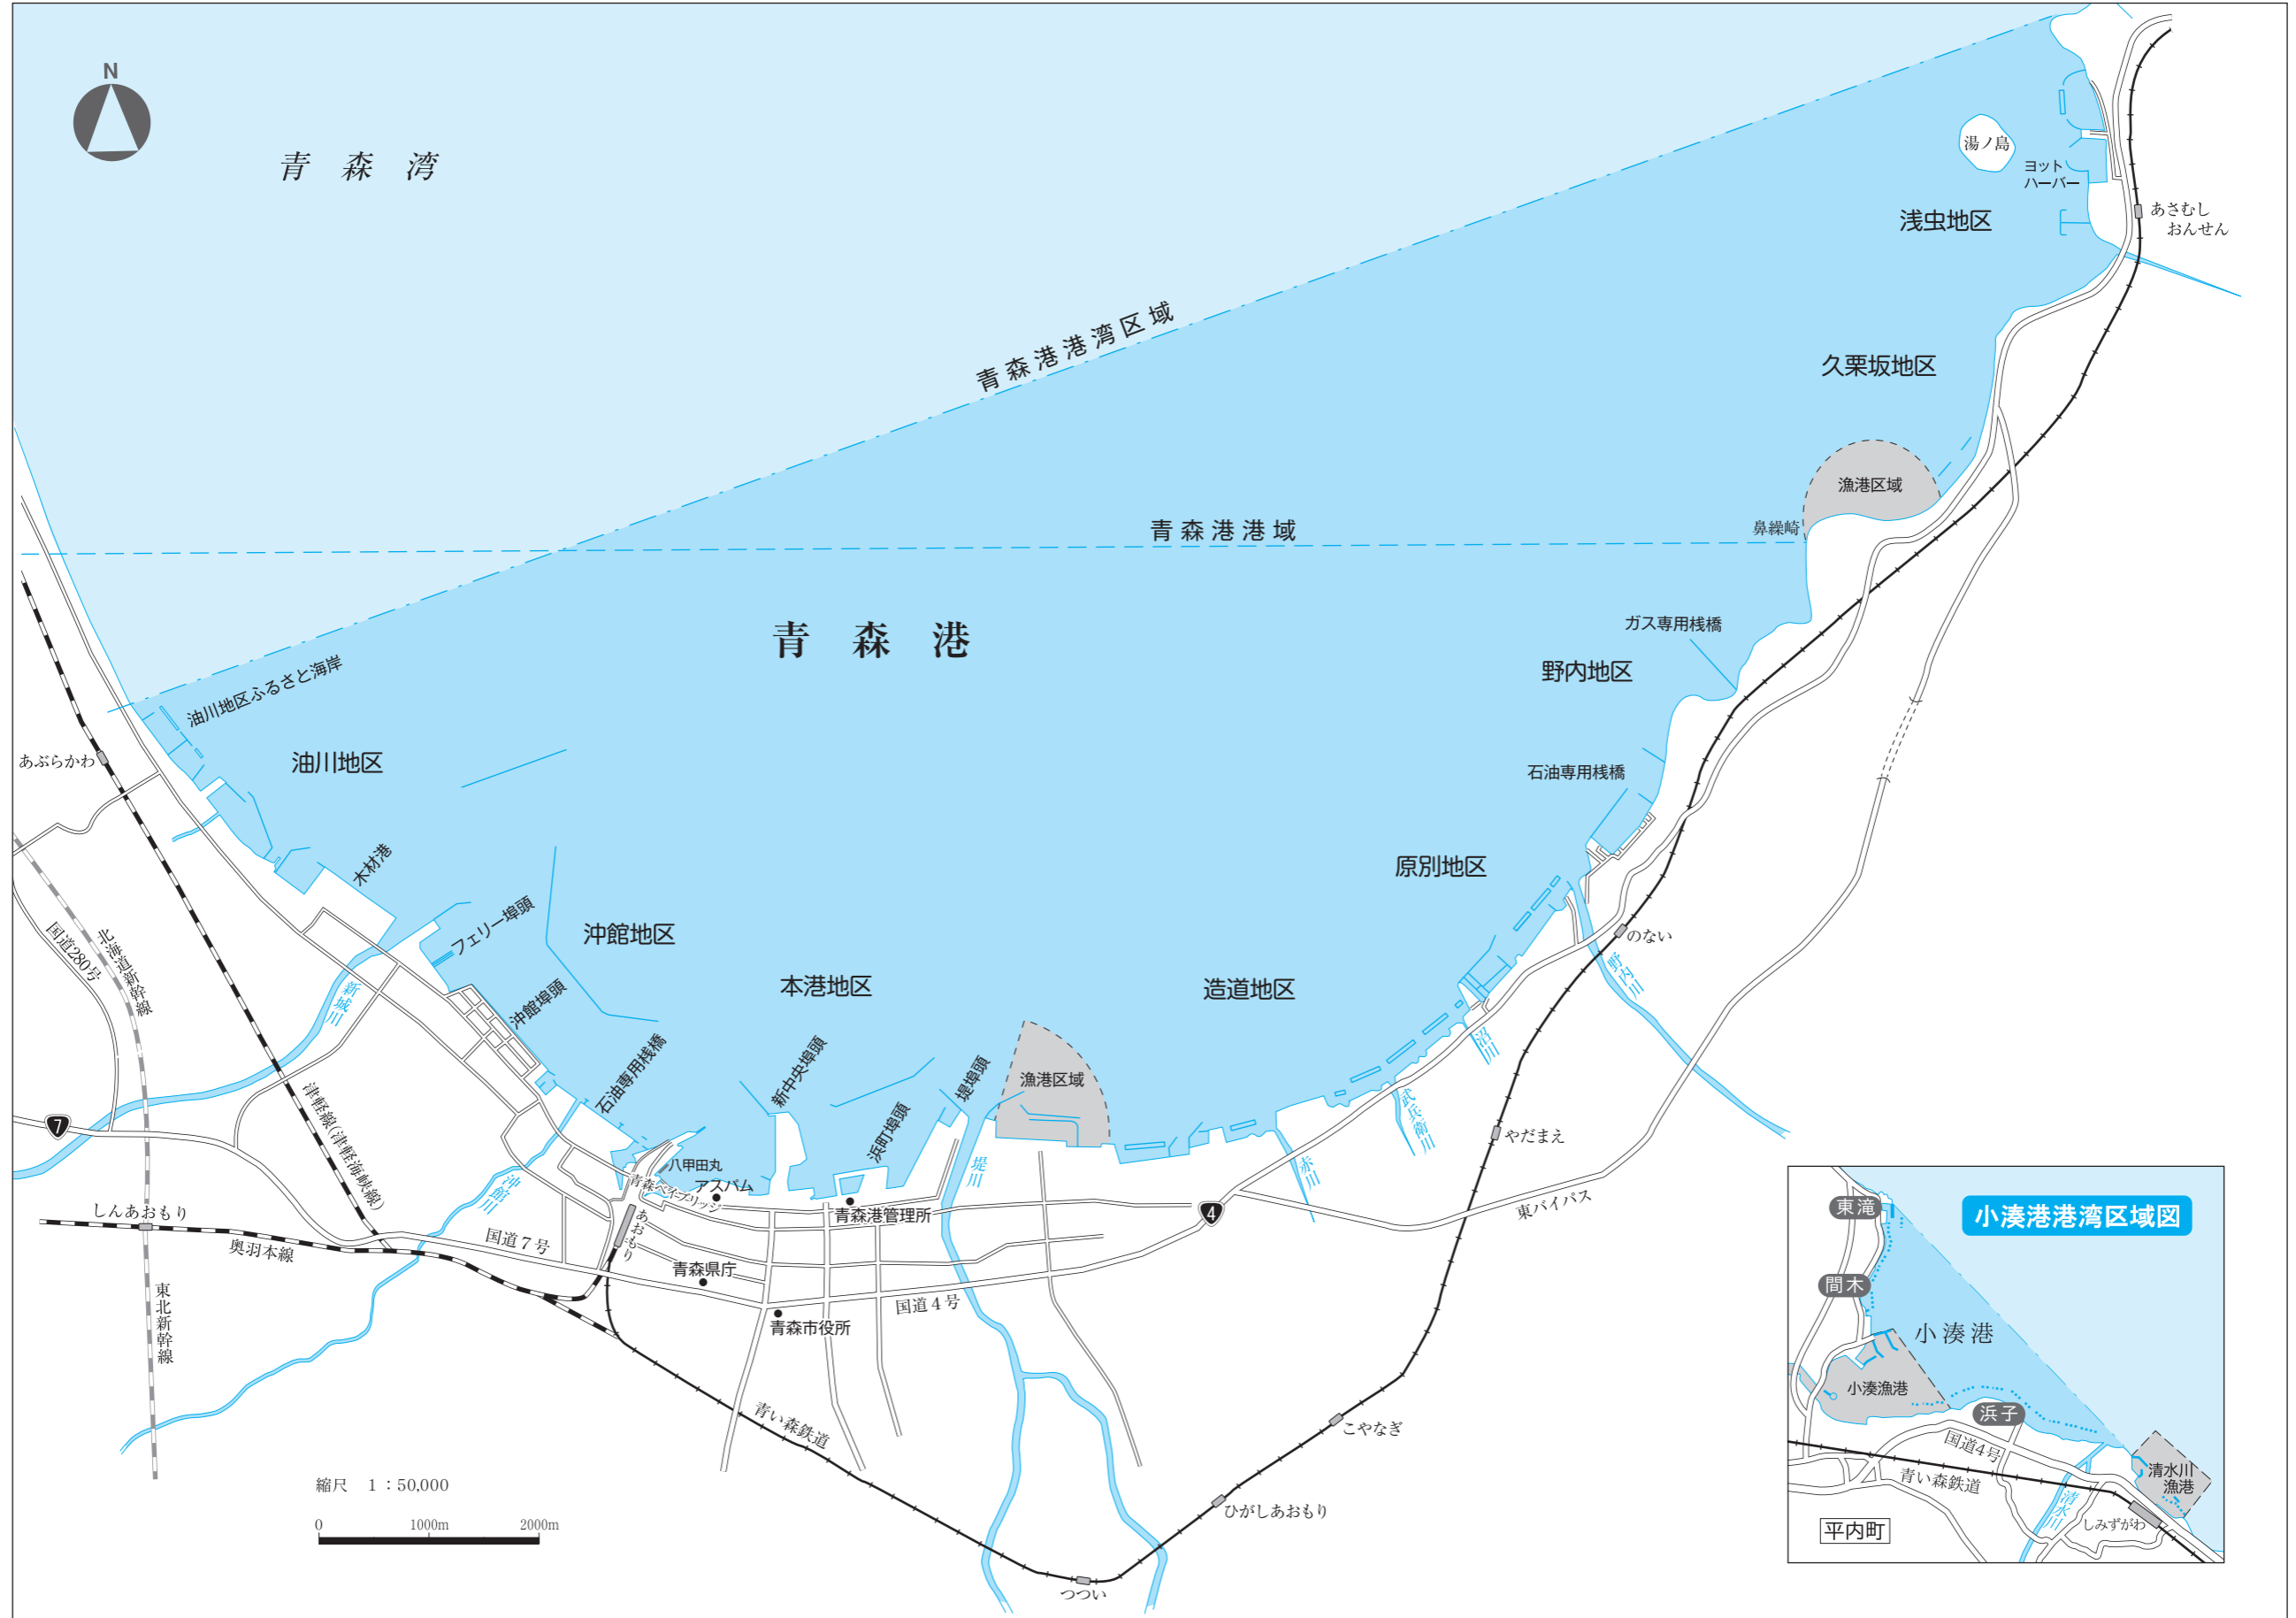 N
青森湾
湯ノ島
ヨット
ハーバー
あさむし
おんせん
浅虫地区
青森港港湾区域
久栗坂地区
漁港区域
鼻繰崎
青森港港域
青森港
ガス専用桟橋
野内地区
油川地区ふるさと海岸
あぶらかわ
油川地区
石油専用桟橋
木材港
原別地区
フェリー埠頭
沖館地区
のない
国道280号
北海道新幹線
新城川
野内川
本港地区
造道地区
沖館埠頭
沼川
石油専用桟橋
新中央埠頭
堤埠頭
漁港区域
浜町埠頭
武兵衛川
7
津軽線(津軽海峡線)
やだまえ
八甲田丸
アスパム
青森ベイブリッジ
堤川
赤川
沖館川
しんあおもり
あおもり
青森港管理所
4
東バイパス
奥羽本線
国道7号
青森県庁
国道4号
青森市役所
東北新幹線
青い森鉄道
こやなぎ
ひがしあおもり
つつい
縮尺 1:50,000
0 1000m 2000m
小湊港港湾区域図
東滝
間木
小湊港
小湊漁港
浜子
国道4号
青い森鉄道
清水川
漁港
清水川
しみずがわ
平内町